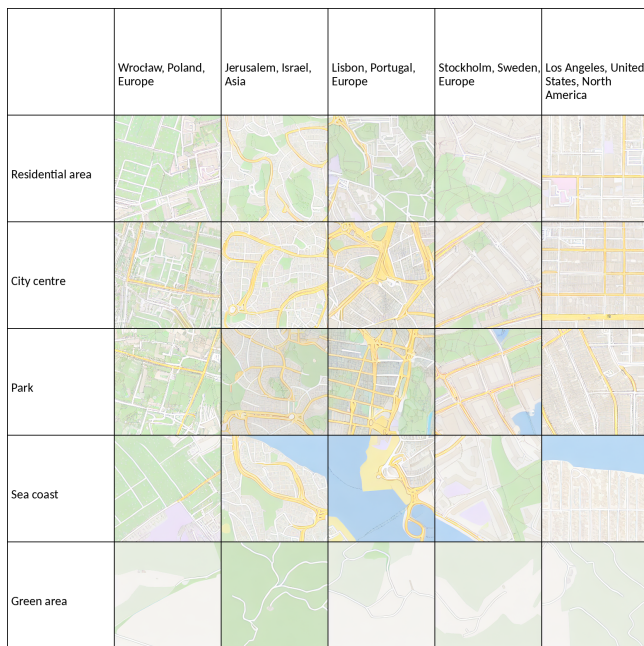 Wrocław, Poland,
Europe
Jerusalem, Israel,
Asia
Lisbon, Portugal,
Europe
Stockholm, Sweden,
Europe
Los Angeles, United
States, North
America
Residential area
City centre
Park
Sea coast
Green area